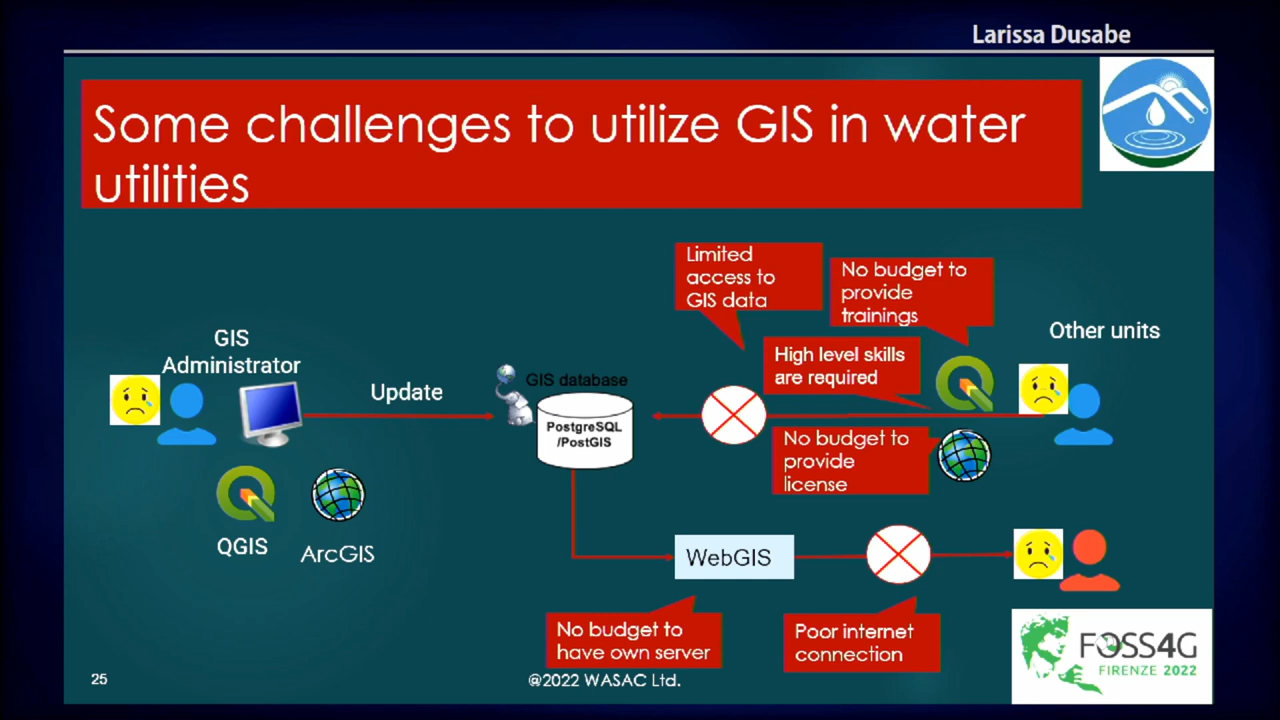 Larissa Dusabe
Some challenges to utilize GIS in water
utilities
Limited
access to
GIS data
No budget to
provide
trainings
Other units
GIS
Administrator
High level skills
are required
Update
GIS database
PostgreSQL
/PostGIS
No budget to
provide
license
QGIS
ArcGIS
WebGIS
No budget to
have own server
Poor internet
connection
FOSS4G
FIRENZE 2022
25
@2022 WASAC Ltd.